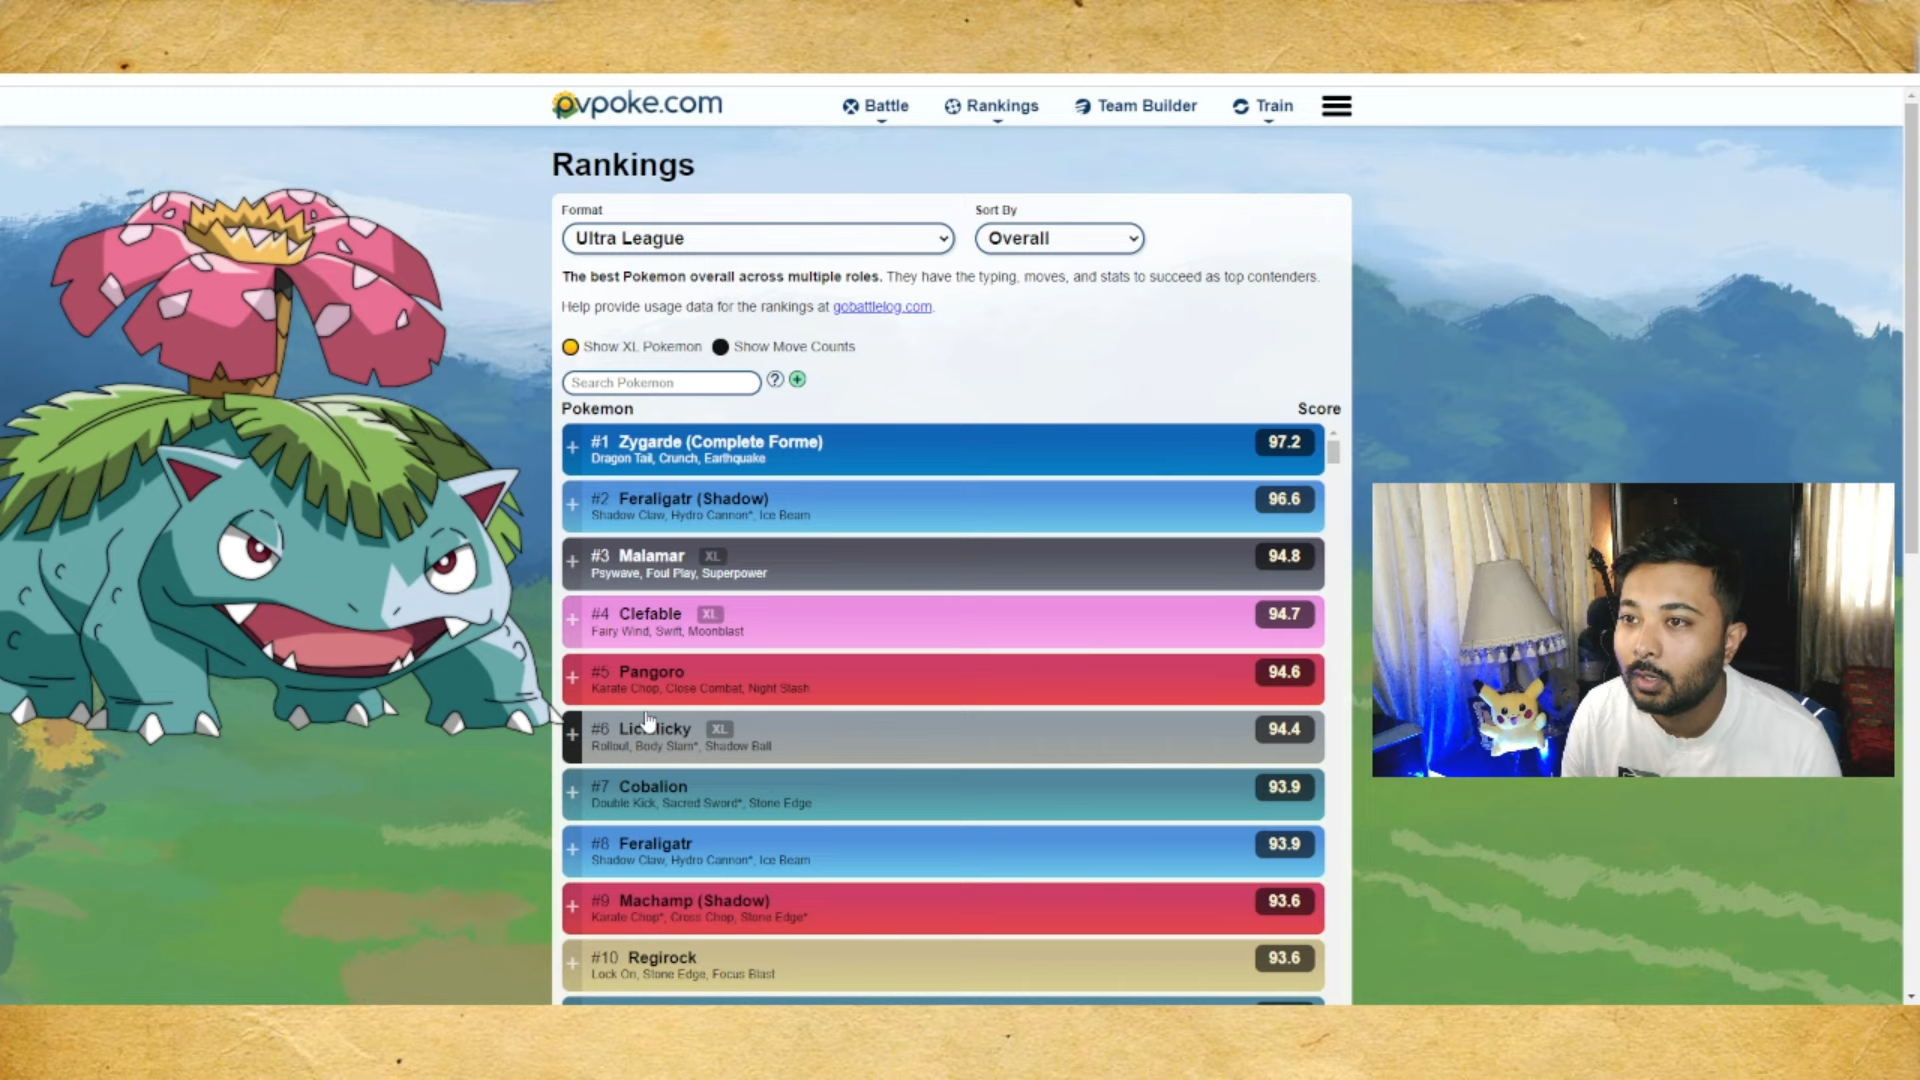 pvpoke.com
Battle
Rankings
Team Builder
Train
Rankings
Format
Sort By
Ultra League
Overall
The best Pokemon overall across multiple roles. They have the typing, moves, and stats to succeed as top contenders.
Help provide usage data for the rankings at gobattlelog.com.
Show XL Pokemon
Show Move Counts
Search Pokemon
?
+
Pokemon
Score
+ #1 Zygarde (Complete Forme) 97.2
Dragon Tail, Crunch, Earthquake
+ #2 Feraligatr (Shadow) 96.6
Shadow Claw, Hydro Cannon*, Ice Beam
+ #3 Malamar XL 94.8
Psywave, Foul Play, Superpower
+ #4 Clefable XL 94.7
Fairy Wind, Swift, Moonblast
+ #5 Pangoro 94.6
Karate Chop, Close Combat, Night Slash
+ #6 Lickilicky XL 94.4
Rollout, Body Slam*, Shadow Ball
+ #7 Cobalion 93.9
Double Kick, Sacred Sword*, Stone Edge
+ #8 Feraligatr 93.9
Shadow Claw, Hydro Cannon*, Ice Beam
+ #9 Machamp (Shadow) 93.6
Karate Chop*, Cross Chop, Stone Edge*
+ #10 Regirock 93.6
Lock On, Stone Edge, Focus Blast